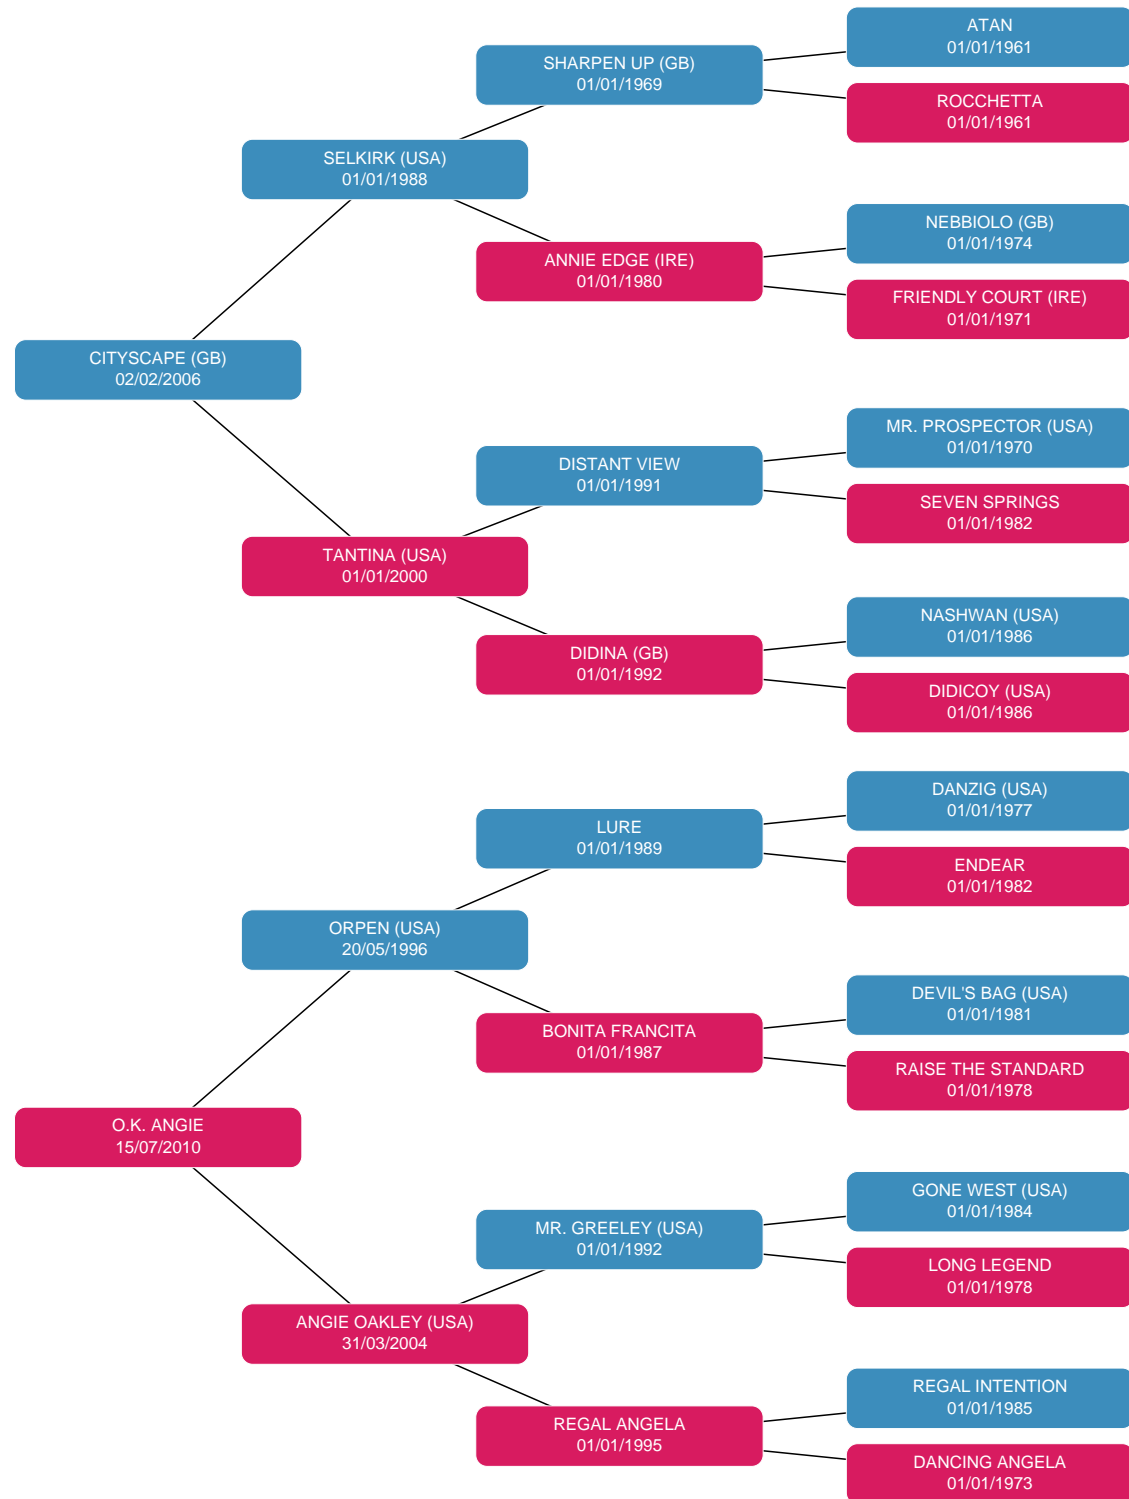 ATAN
01/01/1961
SHARPEN UP (GB)
01/01/1969
ROCCHETTA
01/01/1961
SELKIRK (USA)
01/01/1988
NEBBIOLO (GB)
01/01/1974
ANNIE EDGE (IRE)
01/01/1980
FRIENDLY COURT (IRE)
01/01/1971
CITYSCAPE (GB)
02/02/2006
MR. PROSPECTOR (USA)
01/01/1970
DISTANT VIEW
01/01/1991
SEVEN SPRINGS
01/01/1982
TANTINA (USA)
01/01/2000
NASHWAN (USA)
01/01/1986
DIDINA (GB)
01/01/1992
DIDICOY (USA)
01/01/1986
DANZIG (USA)
01/01/1977
LURE
01/01/1989
ENDEAR
01/01/1982
ORPEN (USA)
20/05/1996
DEVIL'S BAG (USA)
01/01/1981
BONITA FRANCITA
01/01/1987
RAISE THE STANDARD
01/01/1978
O.K. ANGIE
15/07/2010
GONE WEST (USA)
01/01/1984
MR. GREELEY (USA)
01/01/1992
LONG LEGEND
01/01/1978
ANGIE OAKLEY (USA)
31/03/2004
REGAL INTENTION
01/01/1985
REGAL ANGELA
01/01/1995
DANCING ANGELA
01/01/1973